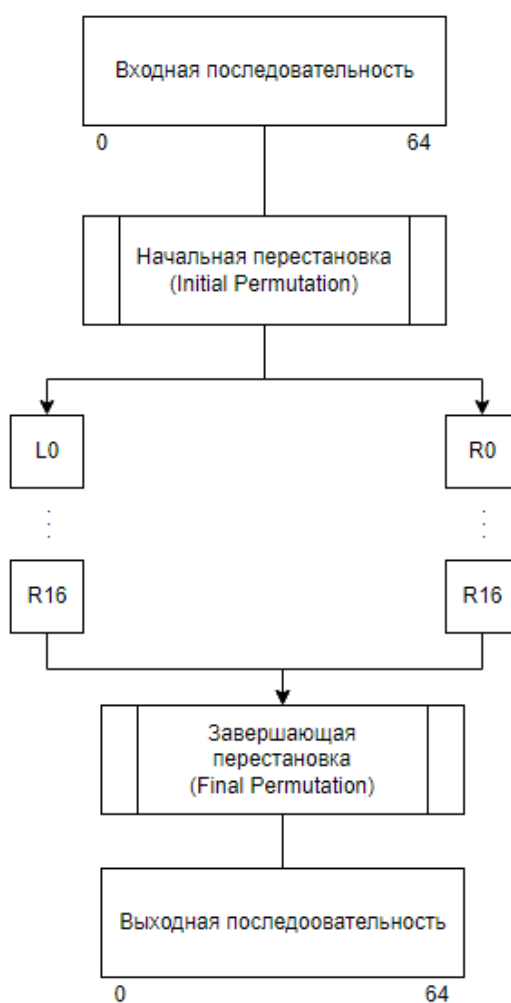 Входная последовательность
0 64
Начальная перестановка
(Initial Permutation)
L0 R0
R16 R16
Завершающая
перестановка
(Final Permutation)
Выходная последоовательность
0 64